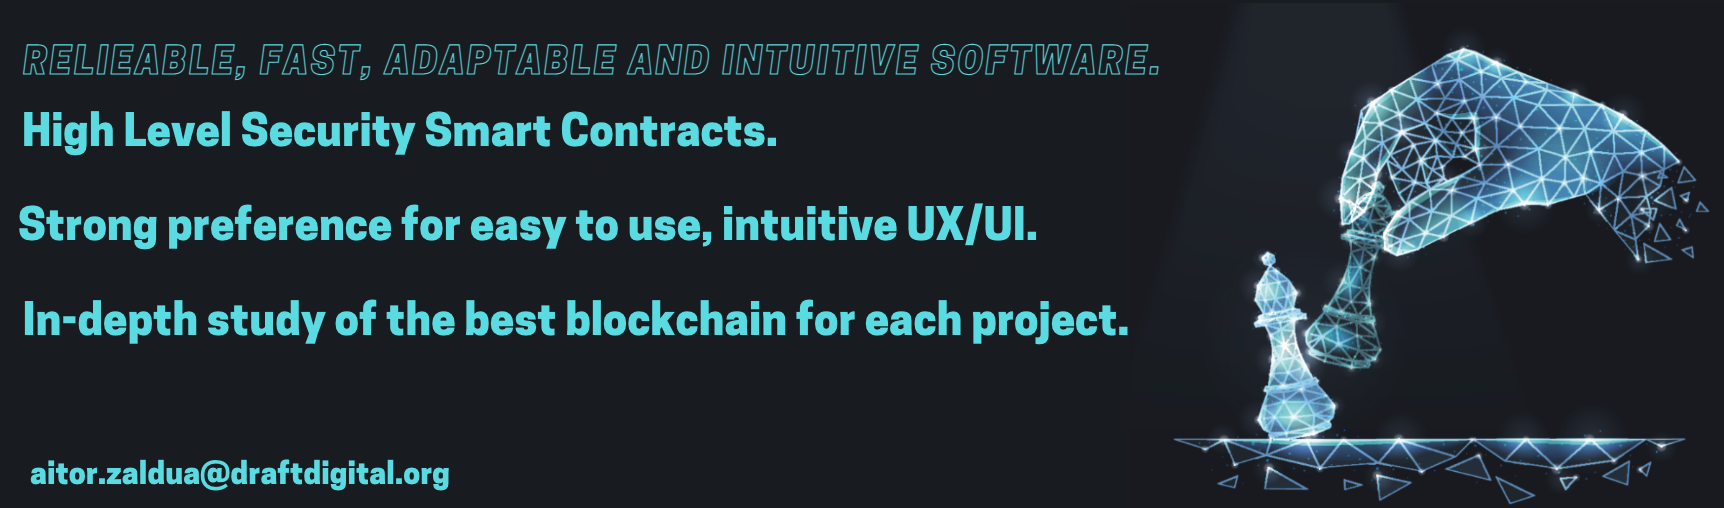 RELIEABLE, FAST, ADAPTABLE AND INTUITIVE SOFTWARE.
High Level Security Smart Contracts.
Strong preference for easy to use, intuitive UX/UI.
In-depth study of the best blockchain for each project.
aitor.zaldua@draftdigital.org